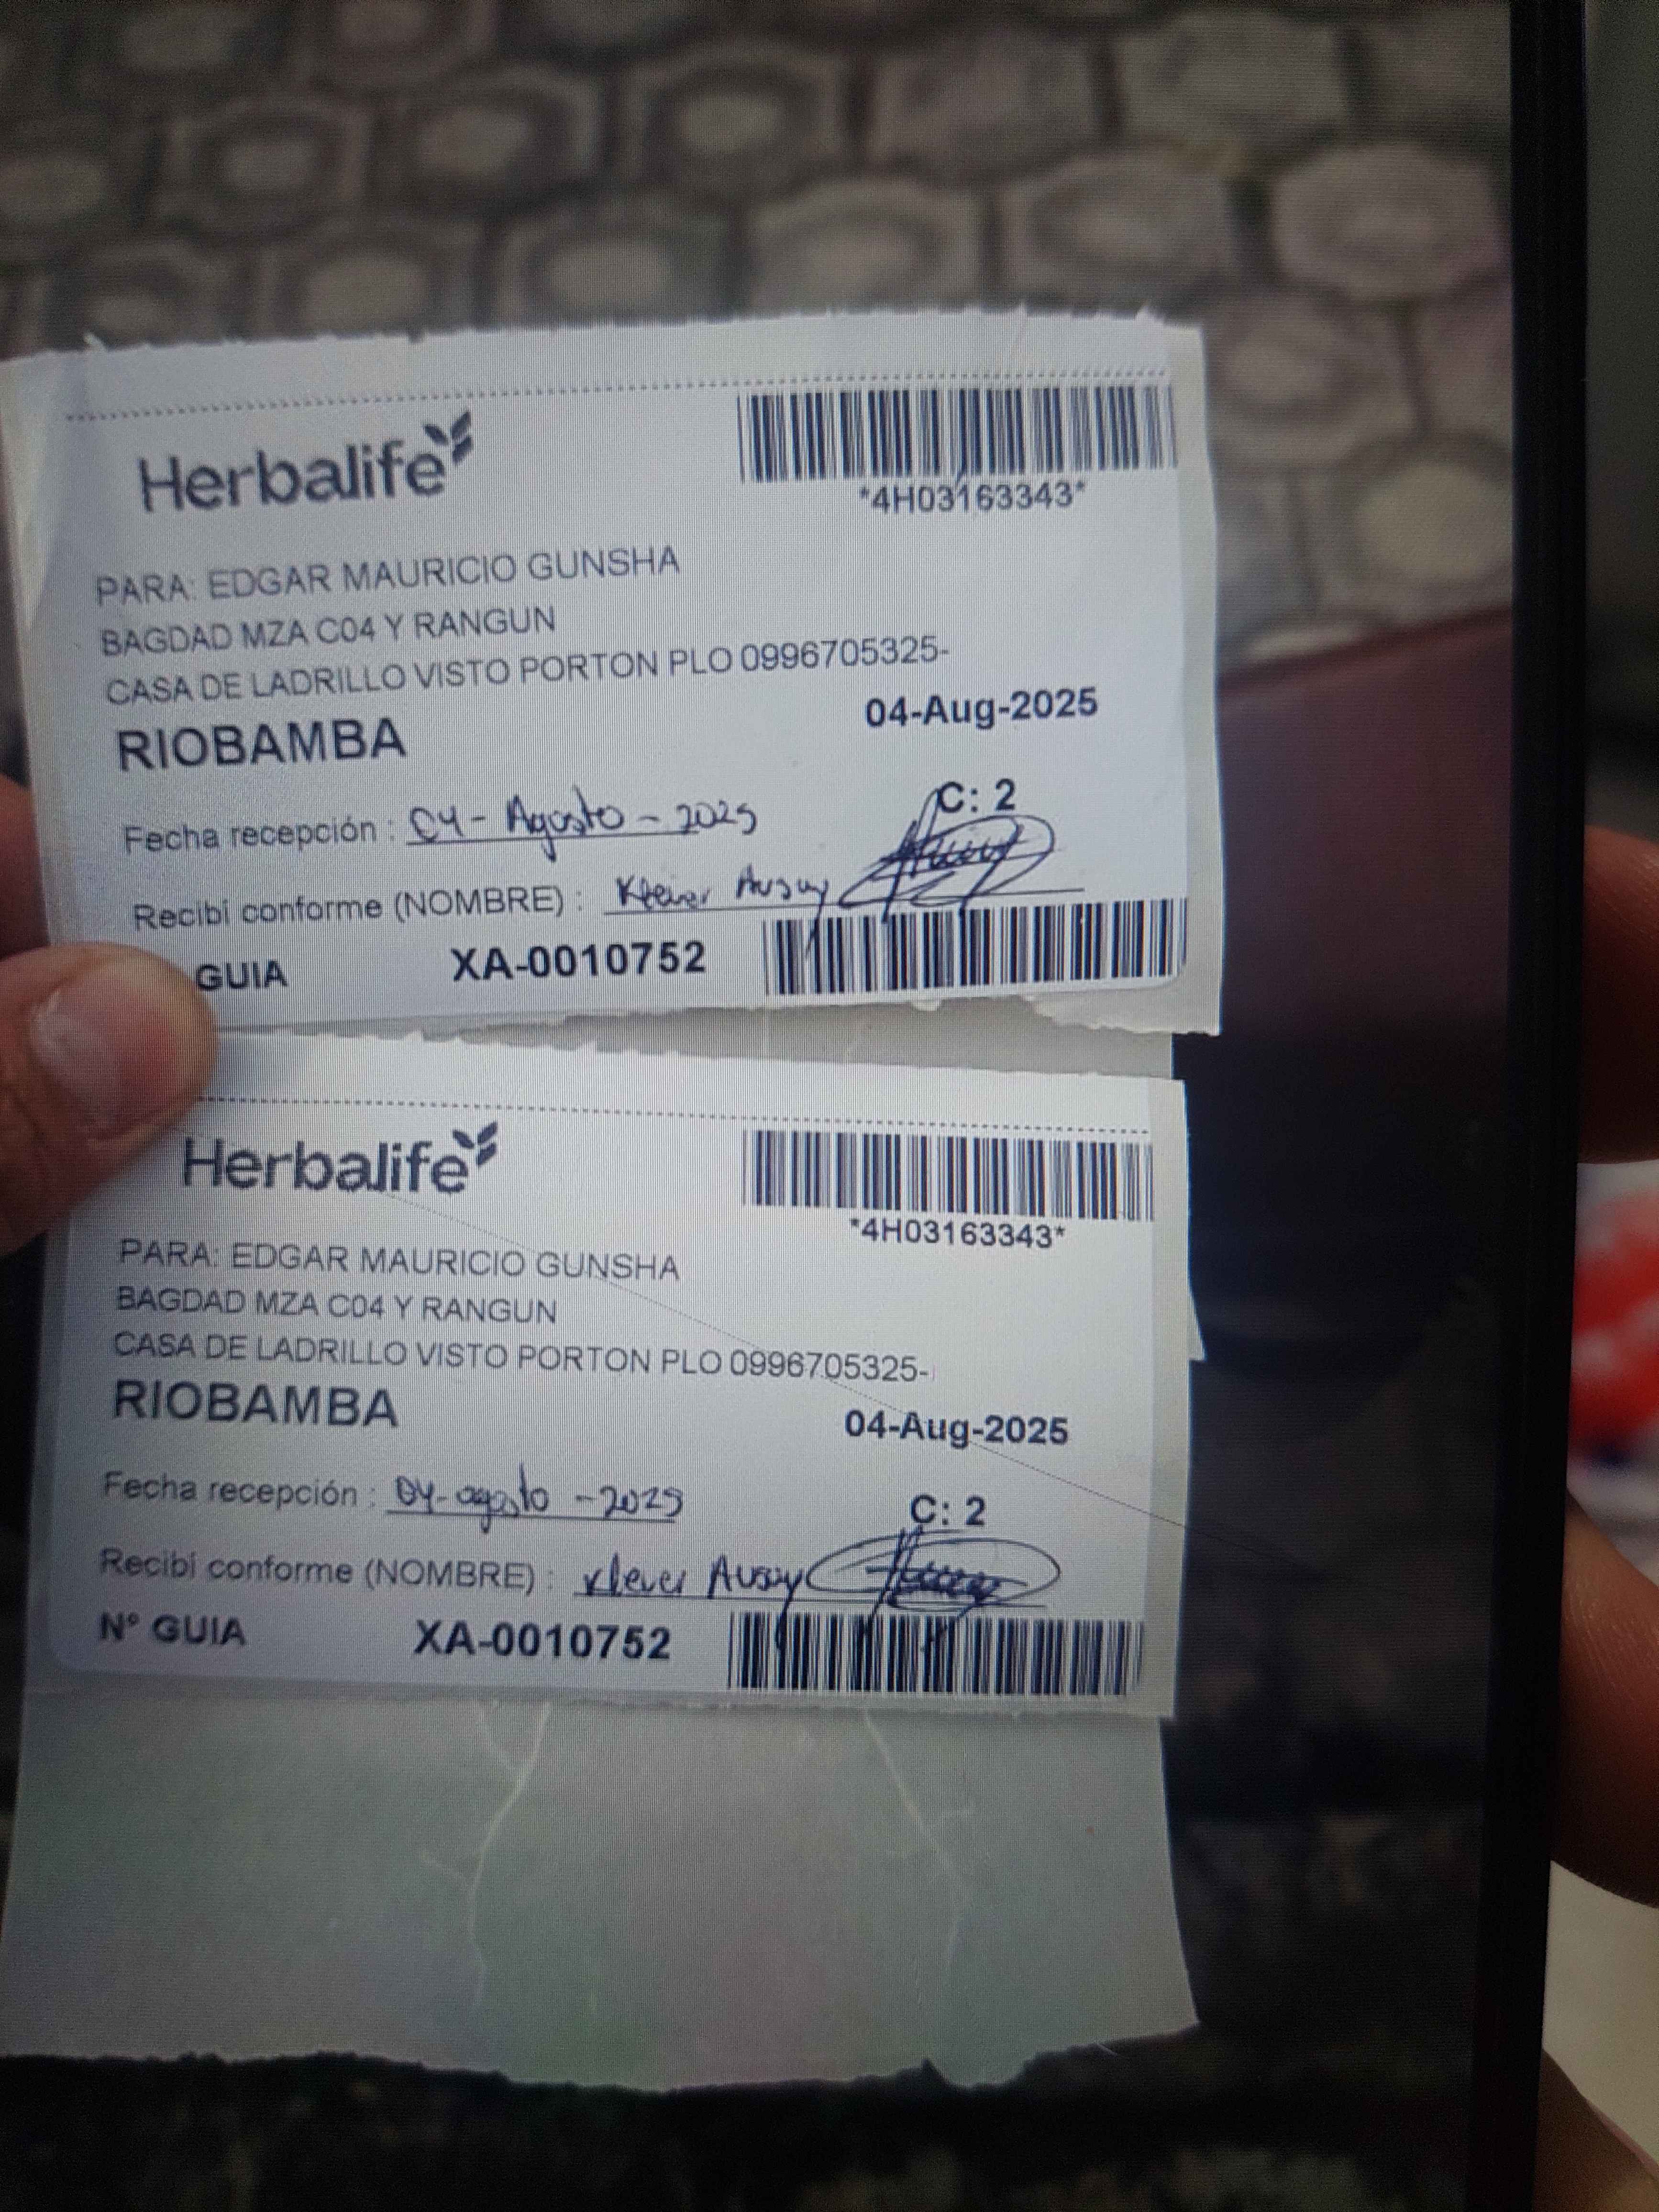 Herbalife
*4H03163343*
PARA: EDGAR MAURICIO GUNSHA
BAGDAD MZA C04 Y RANGUN
CASA DE LADRILLO VISTO PORTON PLO 0996705325-
RIOBAMBA
04-Aug-2025
C: 2
Fecha recepción : 04 - Agosto - 2025
Recibí conforme (NOMBRE) : Klever Ausay
GUIA XA-0010752
Herbalife
*4H03163343*
PARA: EDGAR MAURICIO GUNSHA
BAGDAD MZA C04 Y RANGUN
CASA DE LADRILLO VISTO PORTON PLO 0996705325-
RIOBAMBA
04-Aug-2025
C: 2
Fecha recepción : 04-agosto -2025
Recibí conforme (NOMBRE) : Klever Ausay
N° GUIA XA-0010752